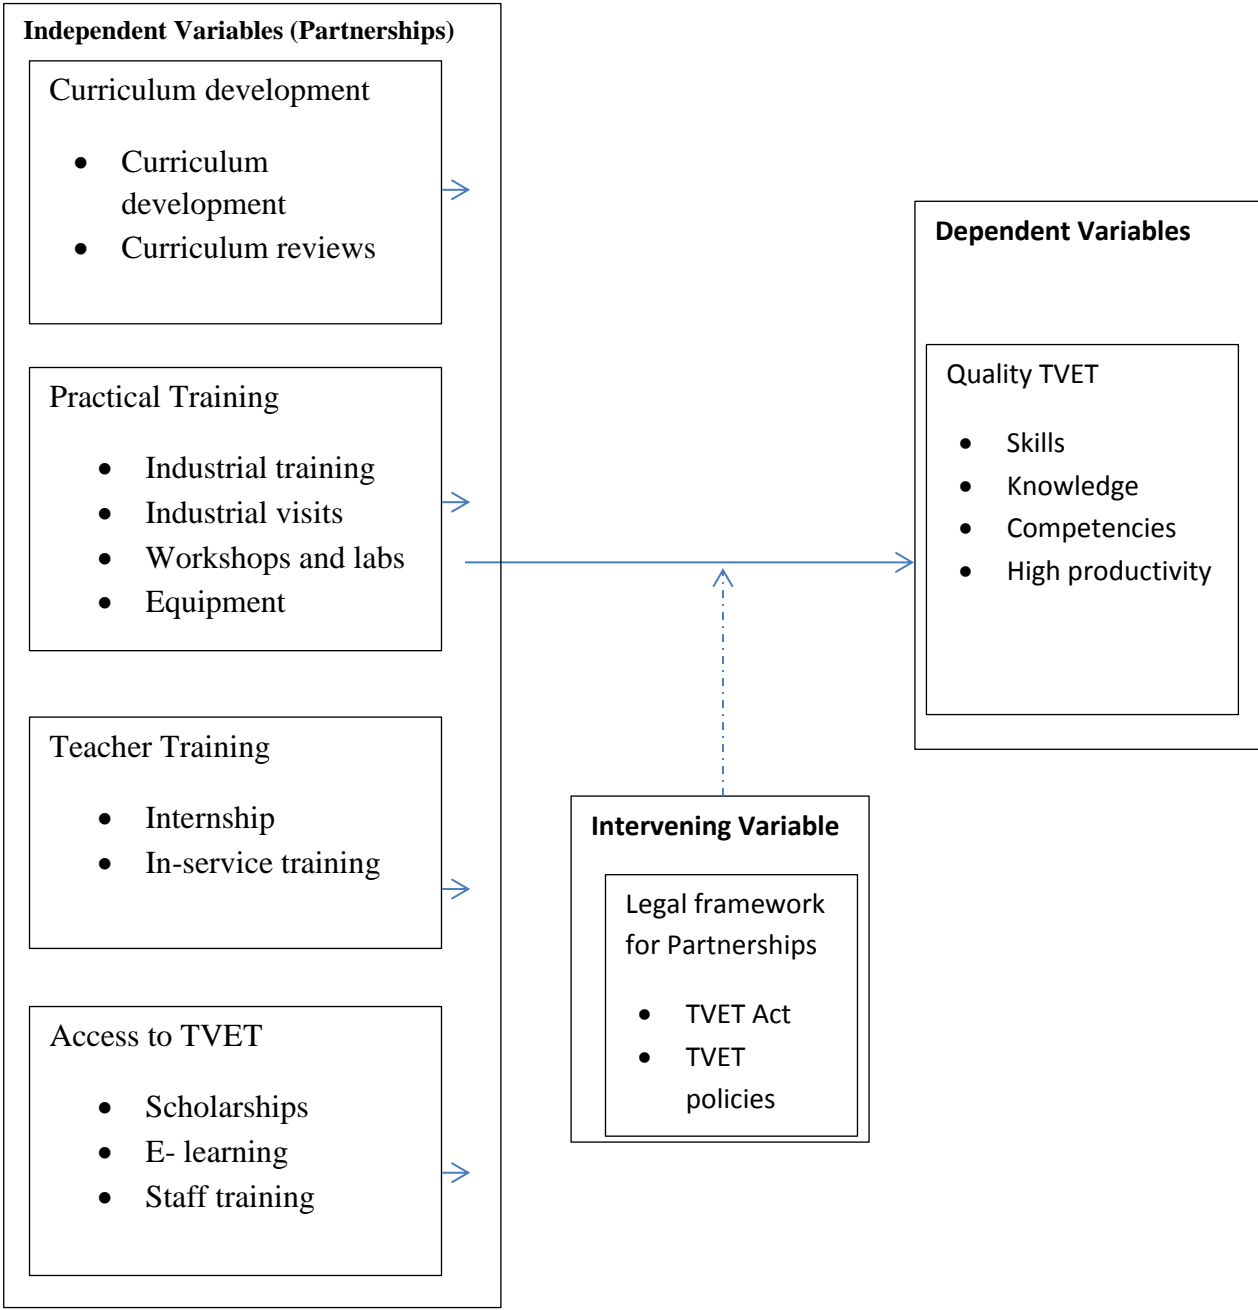 Independent Variables (Partnerships)
Curriculum development
• Curriculum
development
• Curriculum reviews
Practical Training
• Industrial training
• Industrial visits
• Workshops and labs
• Equipment
Teacher Training
• Internship
• In-service training
Access to TVET
• Scholarships
• E- learning
• Staff training
Intervening Variable
Legal framework
for Partnerships
• TVET Act
• TVET
policies
Dependent Variables
Quality TVET
• Skills
• Knowledge
• Competencies
• High productivity